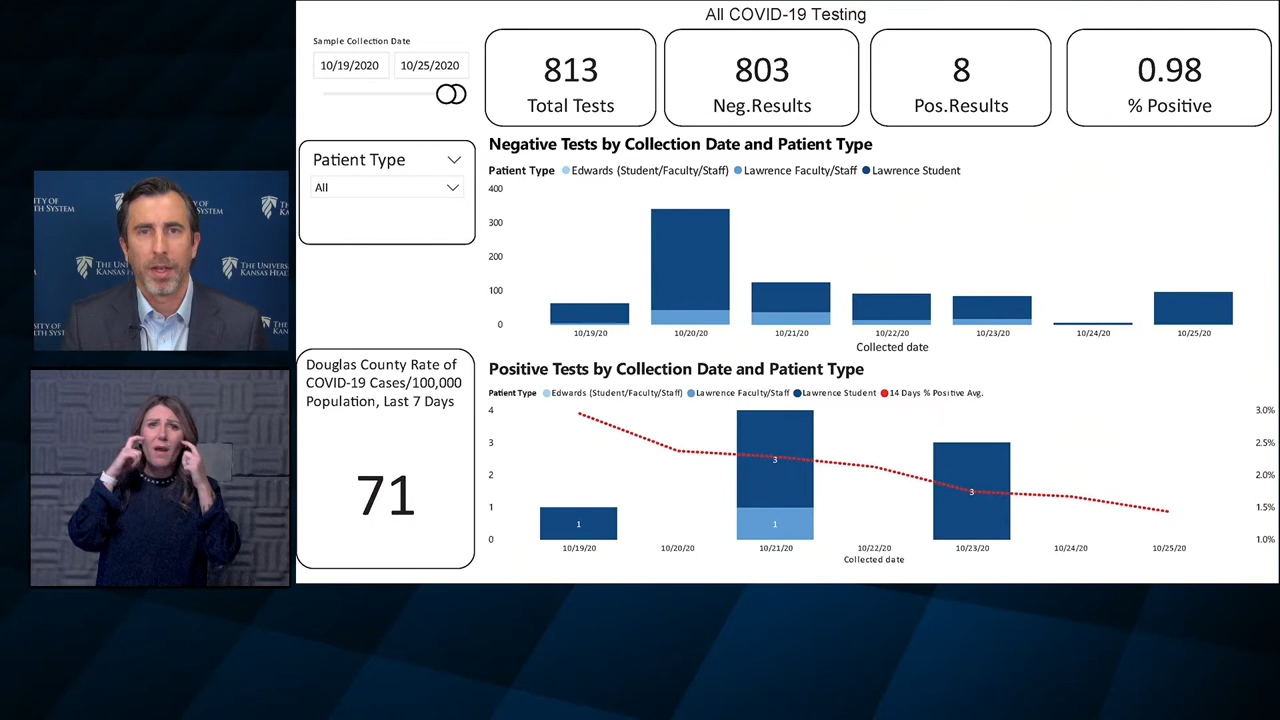 All COVID-19 Testing
Sample Collection Date
10/19/2020 10/25/2020
813
Total Tests
803
Neg.Results
8
Pos.Results
0.98
% Positive
Patient Type
All
Negative Tests by Collection Date and Patient Type
Patient Type Edwards (Student/Faculty/Staff) Lawrence Faculty/Staff Lawrence Student
400
300
200
100
0
10/19/20 10/20/20 10/21/20 10/22/20 10/23/20 10/24/20 10/25/20
Collected date
Douglas County Rate of
COVID-19 Cases/100,000
Population, Last 7 Days
71
Positive Tests by Collection Date and Patient Type
Patient Type Edwards (Student/Faculty/Staff) Lawrence Faculty/Staff Lawrence Student 14 Days % Positive Avg.
4 3.0%
3 2.5%
2 2.0%
1 1.5%
0 1.0%
1
3
1
3
10/19/20 10/20/20 10/21/20 10/22/20 10/23/20 10/24/20 10/25/20
Collected date
THE UNIVERS
KANSAS HEAL